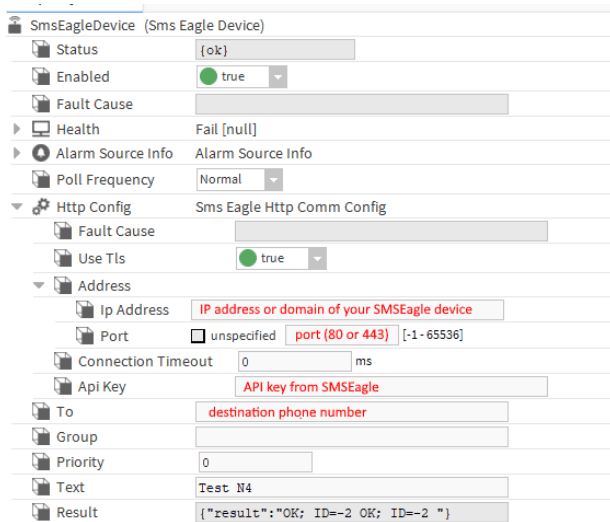 SmsEagleDevice (Sms Eagle Device)
Status {ok}
Enabled true
Fault Cause
Health Fail [null]
Alarm Source Info Alarm Source Info
Poll Frequency Normal
Http Config Sms Eagle Http Comm Config
Fault Cause
Use Tls true
Address
Ip Address IP address or domain of your SMSEagle device
Port unspecified port (80 or 443) [-1-65536]
Connection Timeout 0 ms
Api Key API key from SMSEagle
To destination phone number
Group
Priority 0
Text Test N4
Result {"result":"OK; ID=-2 OK; ID=-2 "}